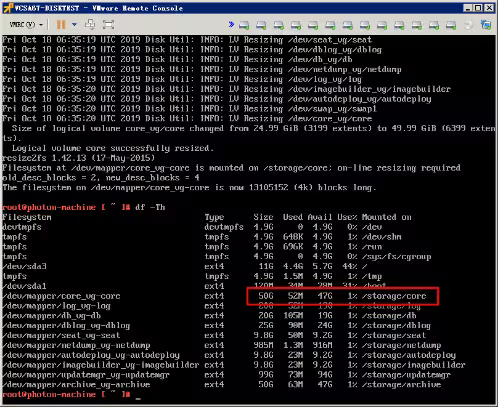 VCSA67-DISKTEST - VMware Remote Console
VMRC(V)
Fri Oct 18 06:35:19 UTC 2019 Disk Util: INFO: LV Resizing /dev/seat_vg/seat
Fri Oct 18 06:35:19 UTC 2019 Disk Util: INFO: LV Resizing /dev/dblog_vg/dblog
Fri Oct 18 06:35:19 UTC 2019 Disk Util: INFO: LV Resizing /dev/db_vg/db
Fri Oct 18 06:35:19 UTC 2019 Disk Util: INFO: LV Resizing /dev/netdump_vg/netdump
Fri Oct 18 06:35:19 UTC 2019 Disk Util: INFO: LV Resizing /dev/log_vg/log
Fri Oct 18 06:35:20 UTC 2019 Disk Util: INFO: LV Resizing /dev/imagebuilder_vg/imagebuilder
Fri Oct 18 06:35:20 UTC 2019 Disk Util: INFO: LV Resizing /dev/autodeploy_vg/autodeploy
Fri Oct 18 06:35:20 UTC 2019 Disk Util: INFO: LV Resizing /dev/swap_vg/swap1
Fri Oct 18 06:35:20 UTC 2019 Disk Util: INFO: LV Resizing /dev/core_vg/core
Size of logical volume core_vg/core changed from 24.99 GiB (3199 extents) to 49.99 GiB (6399 exten
ts).
Logical volume core successfully resized.
resize2fs 1.42.13 (17-May-2015)
Filesystem at /dev/mapper/core_vg-core is mounted on /storage/core; on-line resizing required
old_desc_blocks = 2, new_desc_blocks = 4
The filesystem on /dev/mapper/core_vg-core is now 13105152 (4k) blocks long.
root@photon-machine [ ~ ]# df -Th
Filesystem Type Size Used Avail Use% Mounted on
devtmpfs devtmpfs 4.9G 0 4.9G 0% /dev
tmpfs tmpfs 4.9G 648K 4.9G 1% /dev/shm
tmpfs tmpfs 4.9G 696K 4.9G 1% /run
tmpfs tmpfs 4.9G 0 4.9G 0% /sys/fs/cgroup
/dev/sda3 ext4 11G 4.4G 5.7G 44% /
tmpfs tmpfs 4.9G 1.5M 4.9G 1% /tmp
/dev/sda1 ext4 120M 34M 78M 31% /boot
/dev/mapper/core_vg-core ext4 50G 52M 47G 1% /storage/core
/dev/mapper/log_vg-log ext4 1% /storage/log
/dev/mapper/db_vg-db ext4 20G 105M 19G 1% /storage/db
/dev/mapper/dblog_vg-dblog ext4 25G 90M 24G 1% /storage/dblog
/dev/mapper/seat_vg-seat ext4 9.8G 50M 9.2G 1% /storage/seat
/dev/mapper/netdump_vg-netdump ext4 985M 1.3M 916M 1% /storage/netdump
/dev/mapper/autodeploy_vg-autodeploy ext4 9.8G 23M 9.2G 1% /storage/autodeploy
/dev/mapper/imagebuilder_vg-imagebuilder ext4 9.8G 23M 9.2G 1% /storage/imagebuilder
/dev/mapper/updatemgr_vg-updatemgr ext4 99G 73M 94G 1% /storage/updatemgr
/dev/mapper/archive_vg-archive ext4 50G 63M 47G 1% /storage/archive
root@photon-machine [ ~ ]# _